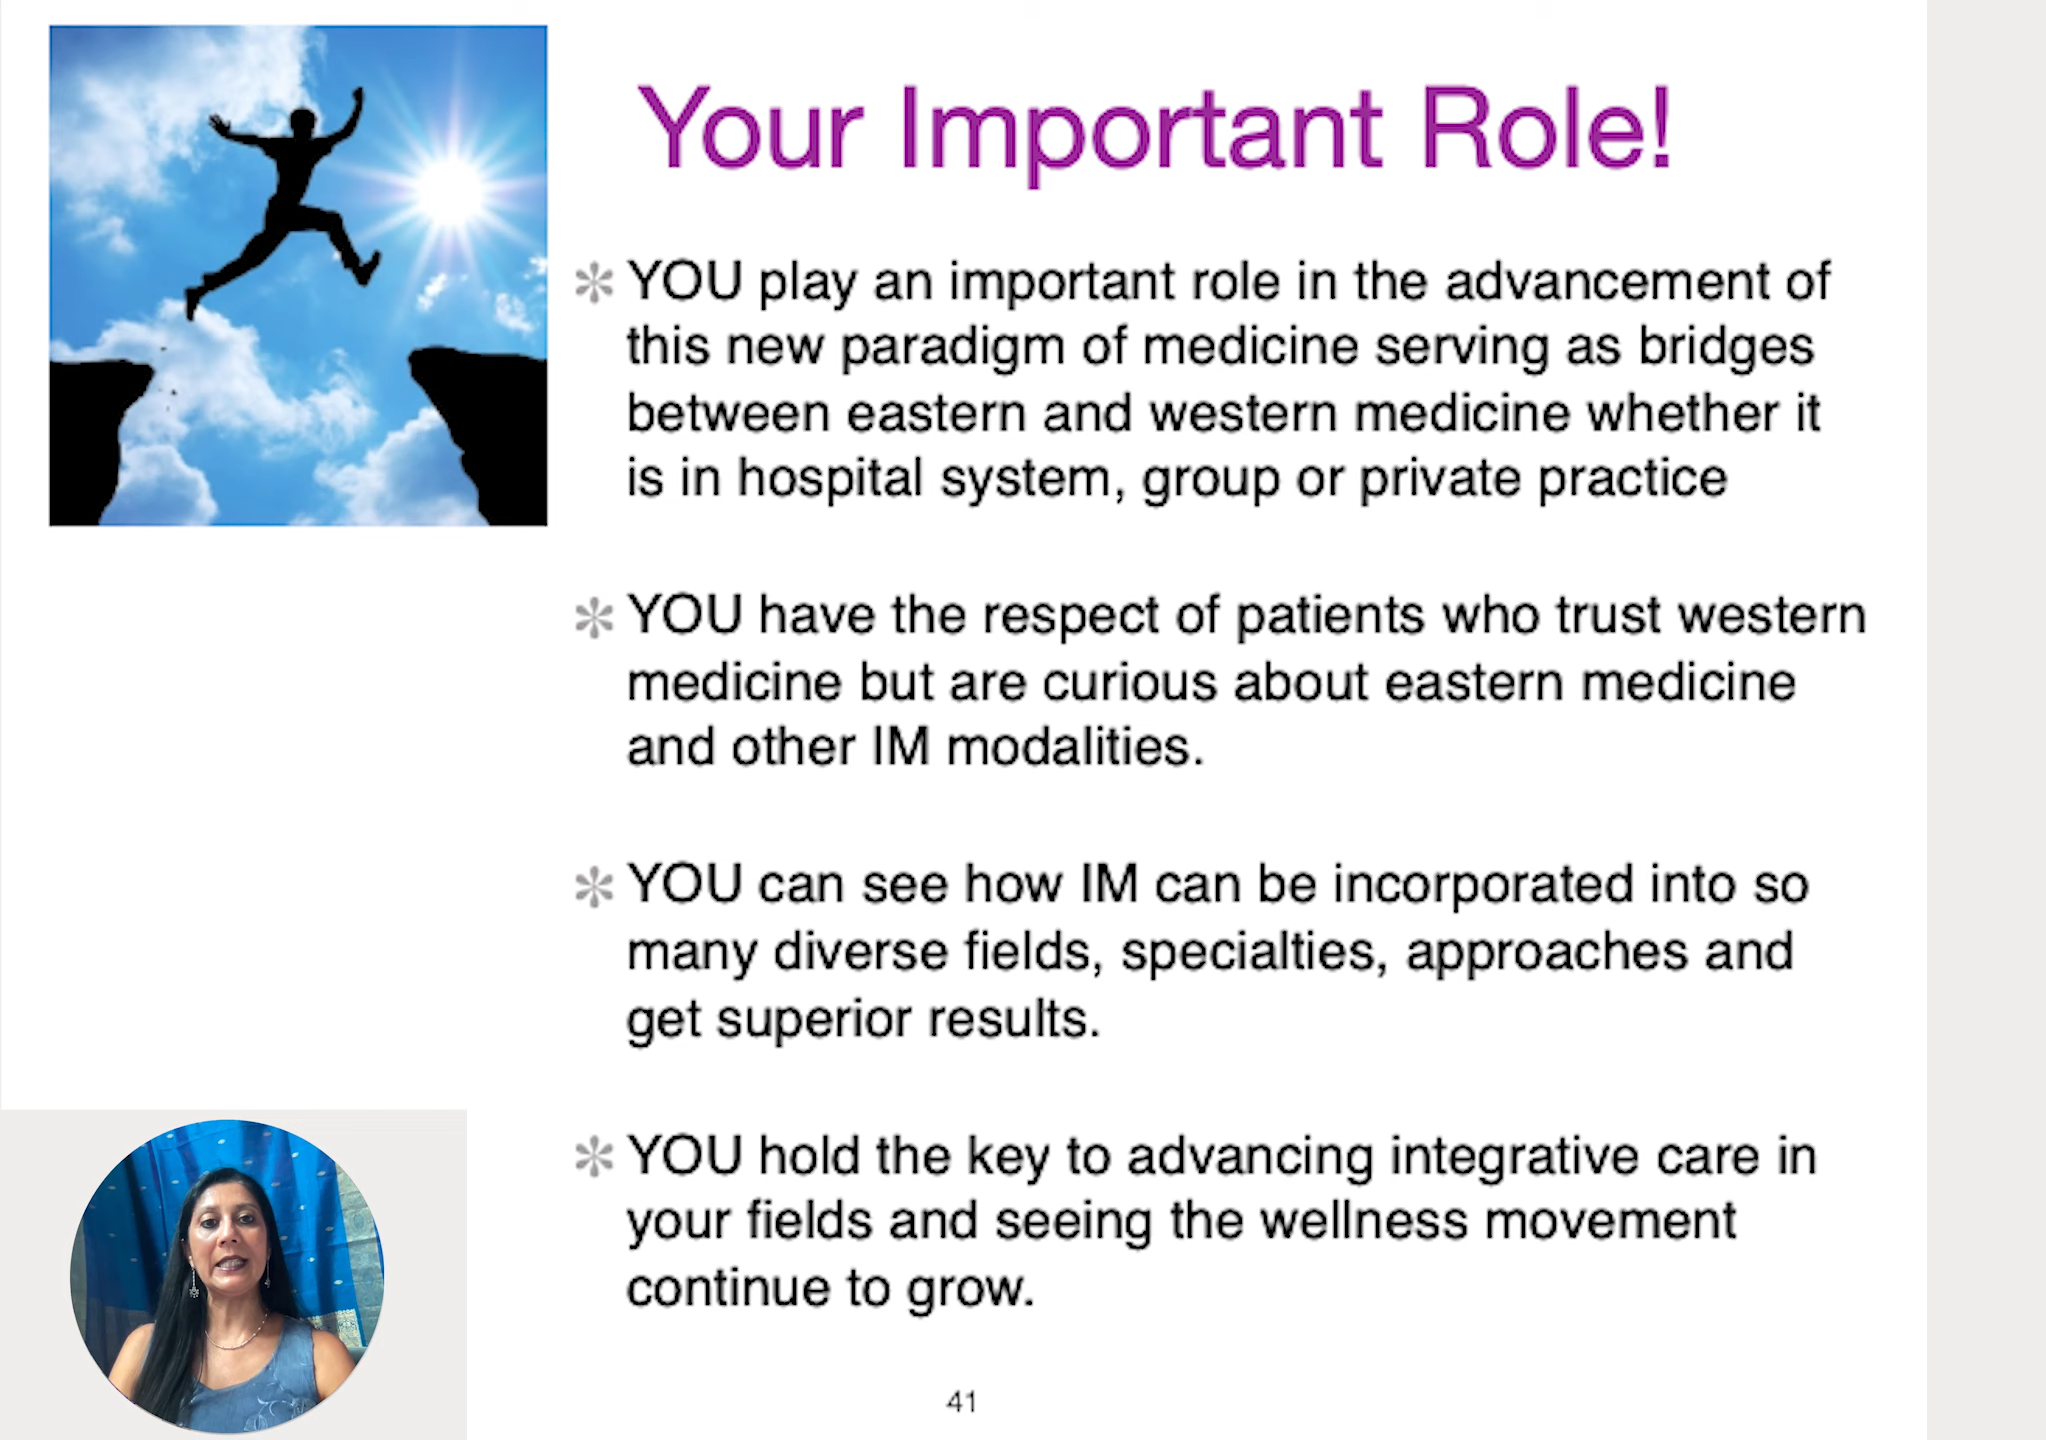 Your Important Role!
YOU play an important role in the advancement of
this new paradigm of medicine serving as bridges
between eastern and western medicine whether it
is in hospital system, group or private practice
YOU have the respect of patients who trust western
medicine but are curious about eastern medicine
and other IM modalities.
YOU can see how IM can be incorporated into so
many diverse fields, specialties, approaches and
get superior results.
YOU hold the key to advancing integrative care in
your fields and seeing the wellness movement
continue to grow.
41